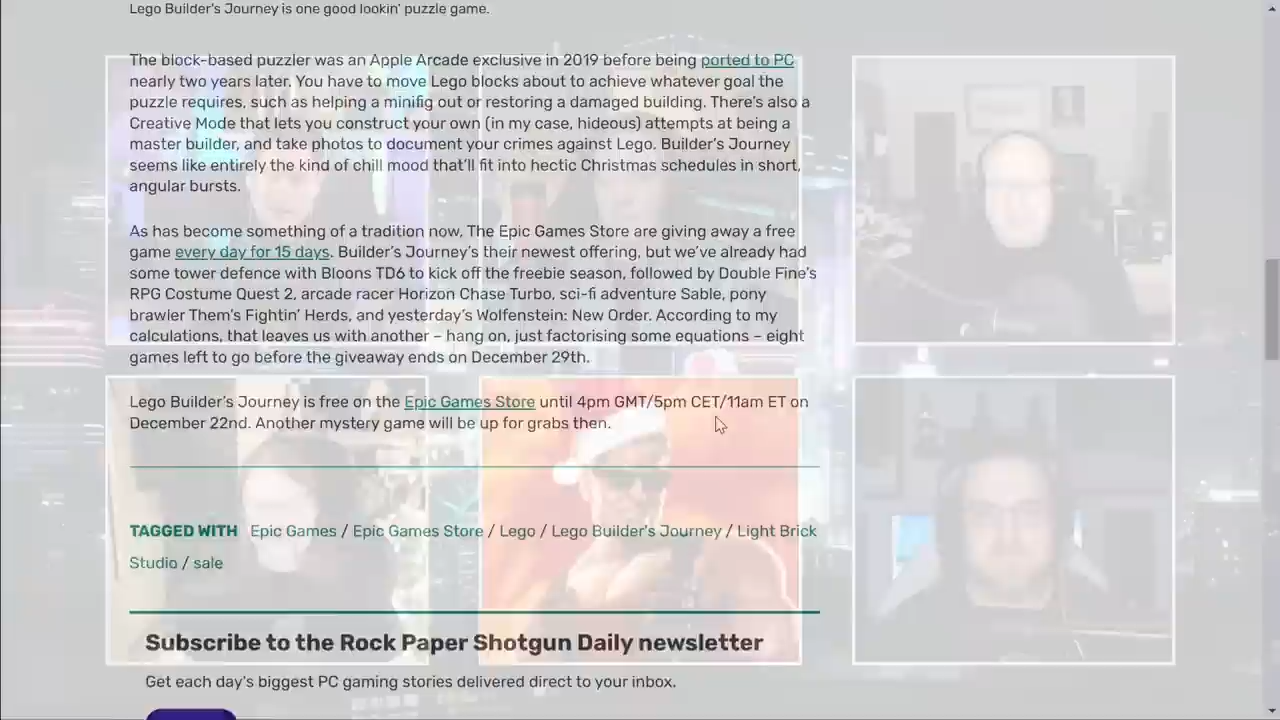 Lego Builder's Journey is one good lookin' puzzle game.
The block-based puzzler was an Apple Arcade exclusive in 2019 before being ported to PC
nearly two years later. You have to move Lego blocks about to achieve whatever goal the
puzzle requires, such as helping a minifig out or restoring a damaged building. There's also a
Creative Mode that lets you construct your own (in my case, hideous) attempts at being a
master builder, and take photos to document your crimes against Lego. Builder's Journey
seems like entirely the kind of chill mood that'll fit into hectic Christmas schedules in short,
angular bursts.
As has become something of a tradition now, The Epic Games Store are giving away a free
game every day for 15 days. Builder's Journey's their newest offering, but we've already had
some tower defence with Bloons TD6 to kick off the freebie season, followed by Double Fine's
RPG Costume Quest 2, arcade racer Horizon Chase Turbo, sci-fi adventure Sable, pony
brawler Them's Fightin' Herds, and yesterday's Wolfenstein: New Order. According to my
calculations, that leaves us with another – hang on, just factorising some equations – eight
games left to go before the giveaway ends on December 29th.
Lego Builder's Journey is free on the Epic Games Store until 4pm GMT/5pm CET/11am ET on
December 22nd. Another mystery game will be up for grabs then.
TAGGED WITH Epic Games / Epic Games Store / Lego / Lego Builder's Journey / Light Brick
Studio / sale
Subscribe to the Rock Paper Shotgun Daily newsletter
Get each day's biggest PC gaming stories delivered direct to your inbox.